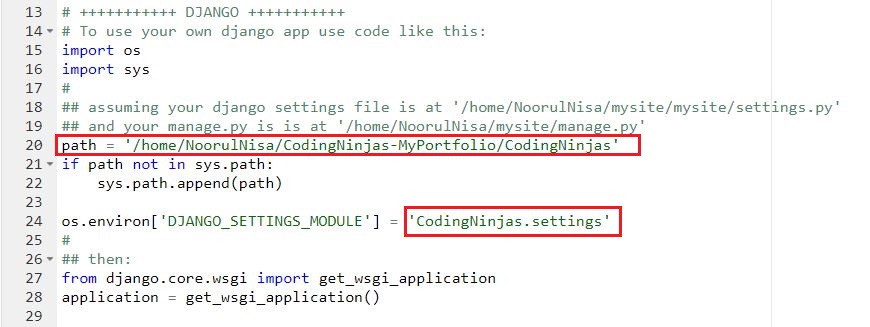 13 # +++++++++++ DJANGO +++++++++++
14 # To use your own django app use code like this:
15 import os
16 import sys
17 #
18 ## assuming your django settings file is at '/home/NoorulNisa/mysite/mysite/settings.py'
19 ## and your manage.py is is at '/home/NoorulNisa/mysite/manage.py'
20 path = '/home/NoorulNisa/CodingNinjas-MyPortfolio/CodingNinjas'
21 if path not in sys.path:
22     sys.path.append(path)
23
24 os.environ['DJANGO_SETTINGS_MODULE'] = 'CodingNinjas.settings'
25 #
26 ## then:
27 from django.core.wsgi import get_wsgi_application
28 application = get_wsgi_application()
29